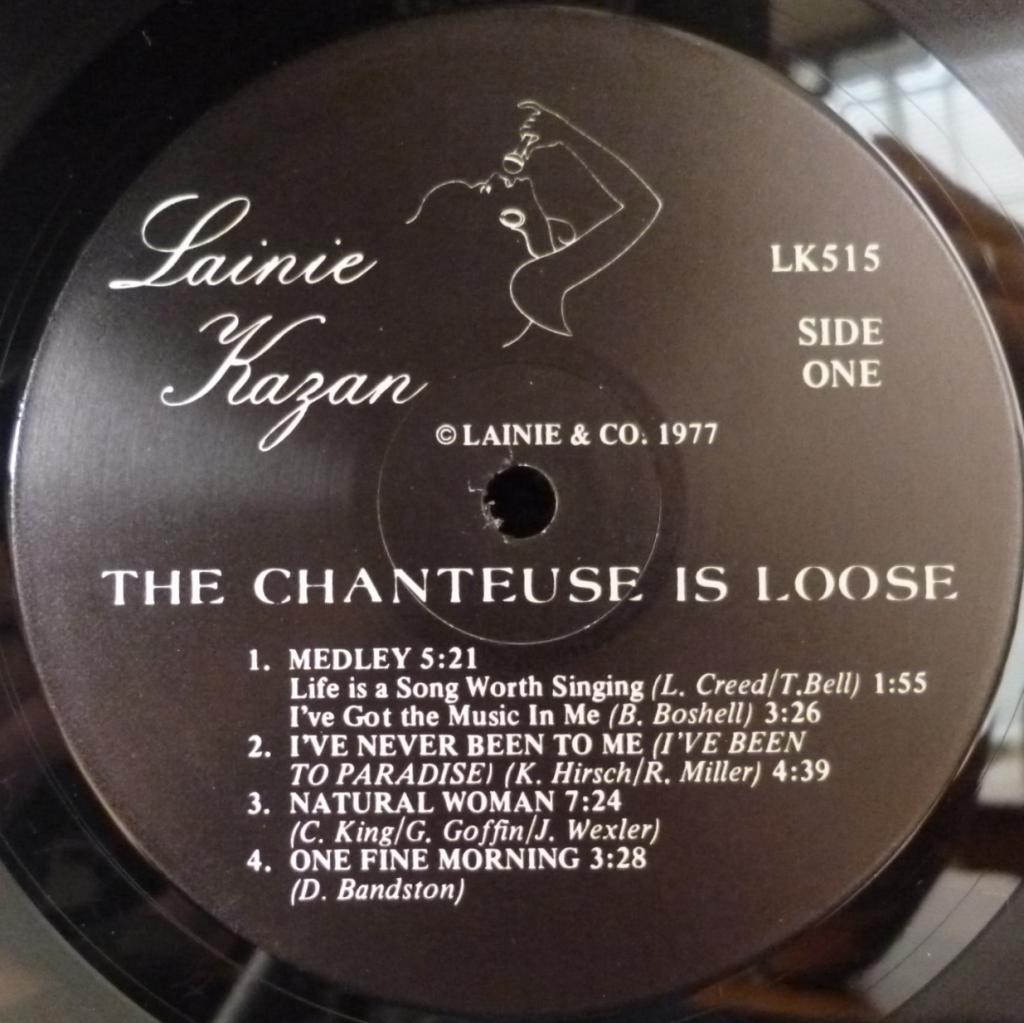 Lainie
Kazan
LK515
SIDE
ONE
© LAINIE & CO. 1977
THE CHANTEUSE IS LOOSE
1. MEDLEY 5:21
Life is a Song Worth Singing (L. Creed/T.Bell) 1:55
I've Got the Music In Me (B. Boshell) 3:26
2. I'VE NEVER BEEN TO ME (I'VE BEEN
TO PARADISE) (K. Hirsch/R. Miller) 4:39
3. NATURAL WOMAN 7:24
(C. King/G. Goffin/J. Wexler)
4. ONE FINE MORNING 3:28
(D. Bandston)